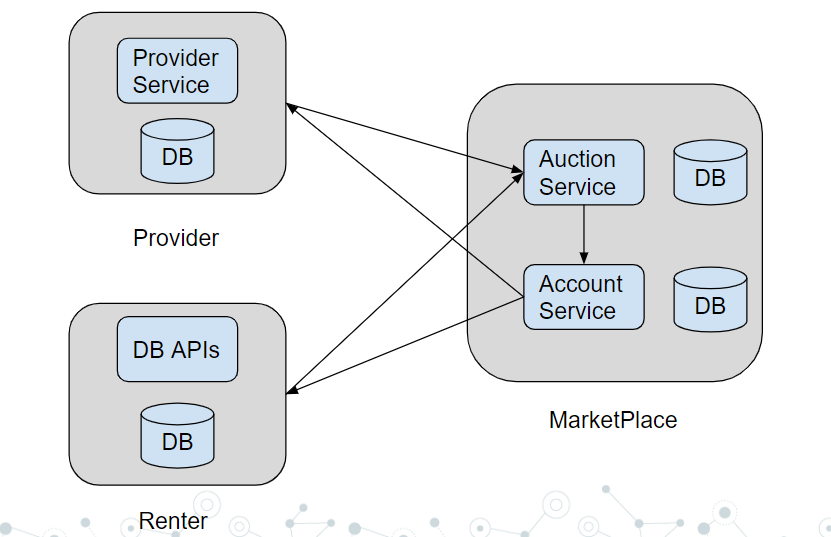 Provider
Service
DB
Provider
DB APIs
DB
Renter
Auction
Service
DB
Account
Service
DB
MarketPlace